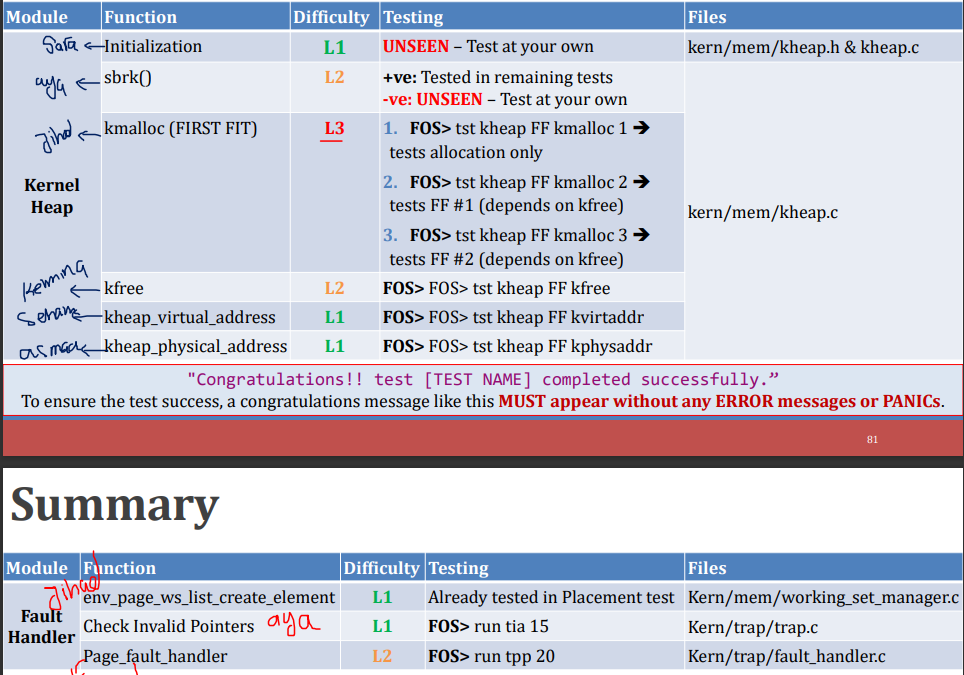 Module Function Difficulty Testing Files
Sara Initialization L1 UNSEEN – Test at your own kern/mem/kheap.h & kheap.c
aya sbrk() L2 +ve: Tested in remaining tests
-ve: UNSEEN – Test at your own
Jihad kmalloc (FIRST FIT) L3 1. FOS> tst kheap FF kmalloc 1 ➔
tests allocation only
2. FOS> tst kheap FF kmalloc 2 ➔
tests FF #1 (depends on kfree)
3. FOS> tst kheap FF kmalloc 3 ➔
tests FF #2 (depends on kfree)
Kernel
Heap
kern/mem/kheap.c
kfree L2 FOS> FOS> tst kheap FF kfree
kheap_virtual_address L1 FOS> FOS> tst kheap FF kvirtaddr
asmaa kheap_physical_address L1 FOS> FOS> tst kheap FF kphysaddr
"Congratulations!! test [TEST NAME] completed successfully.”
To ensure the test success, a congratulations message like this MUST appear without any ERROR messages or PANICs.
81
Summary
Module Function Difficulty Testing Files
Jihad env_page_ws_list_create_element L1 Already tested in Placement test Kern/mem/working_set_manager.c
Fault
Handler
Check Invalid Pointers aya L1 FOS> run tia 15 Kern/trap/trap.c
Page_fault_handler L2 FOS> run tpp 20 Kern/trap/fault_handler.c